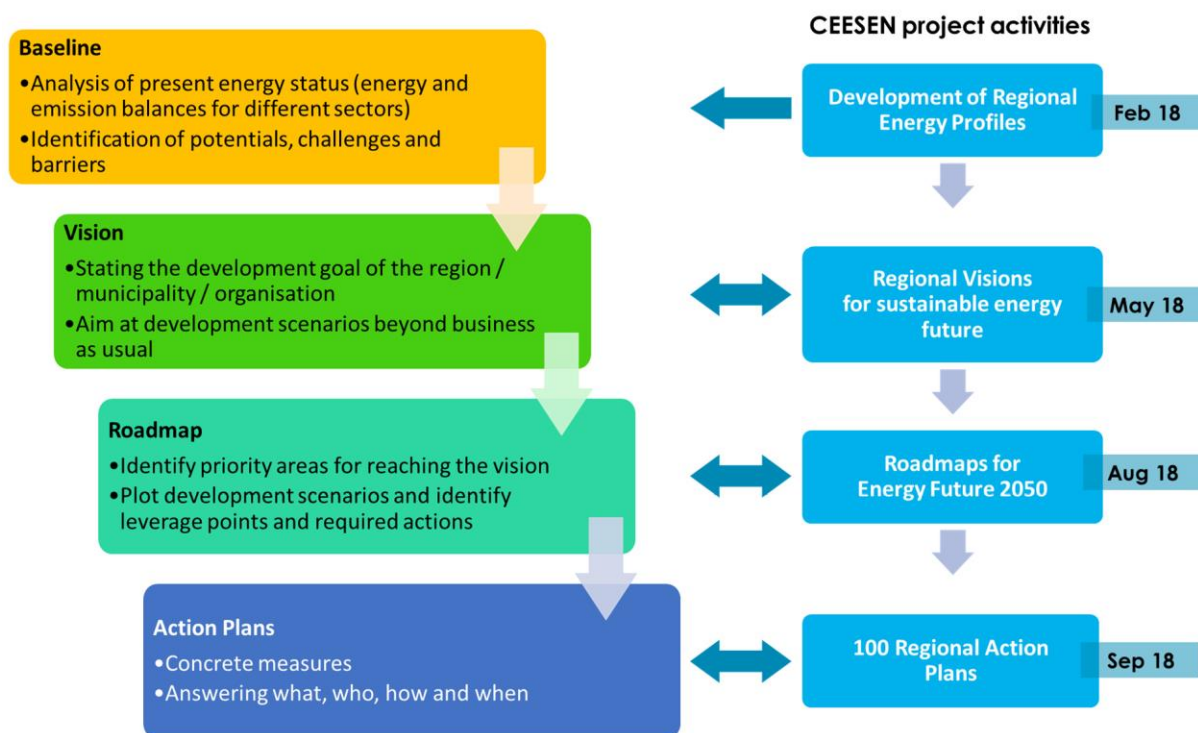 CEESEN project activities
Baseline
•Analysis of present energy status (energy and
emission balances for different sectors)
•Identification of potentials, challenges and
barriers
Development of Regional
Energy Profiles
Feb 18
Vision
•Stating the development goal of the region /
municipality / organisation
•Aim at development scenarios beyond business
as usual
Regional Visions
for sustainable energy
future
May 18
Roadmap
•Identify priority areas for reaching the vision
•Plot development scenarios and identify
leverage points and required actions
Roadmaps for
Energy Future 2050
Aug 18
Action Plans
•Concrete measures
•Answering what, who, how and when
100 Regional Action
Plans
Sep 18